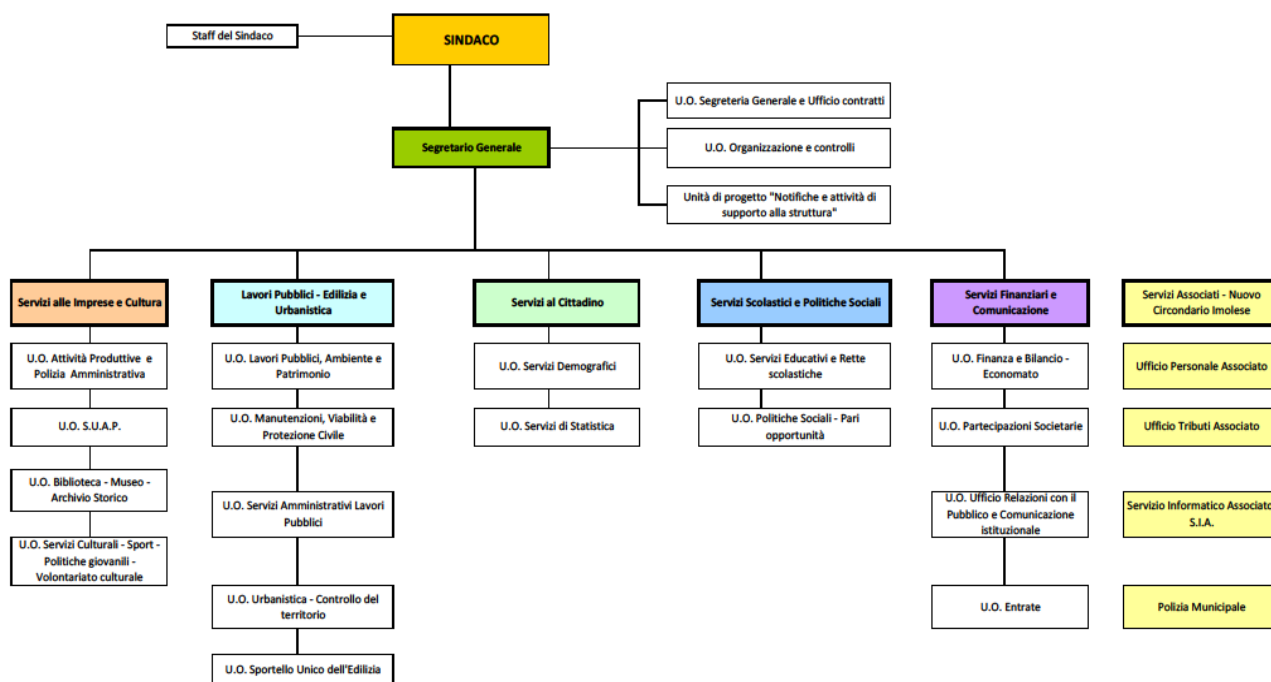 Staff del Sindaco
SINDACO
U.O. Segreteria Generale e Ufficio contratti
Segretario Generale
U.O. Organizzazione e controlli
Unità di progetto "Notifiche e attività di
supporto alla struttura"
Servizi alle Imprese e Cultura
Lavori Pubblici - Edilizia e
Urbanistica
Servizi al Cittadino
Servizi Scolastici e Politiche Sociali
Servizi Finanziari e
Comunicazione
Servizi Associati - Nuovo
Circondario Imolese
U.O. Attività Produttive e
Polizia Amministrativa
U.O. Lavori Pubblici, Ambiente e
Patrimonio
U.O. Servizi Demografici
U.O. Servizi Educativi e Rette
scolastiche
U.O. Finanza e Bilancio -
Economato
Ufficio Personale Associato
U.O. S.U.A.P.
U.O. Manutenzioni, Viabilità e
Protezione Civile
U.O. Servizi di Statistica
U.O. Politiche Sociali - Pari
opportunità
U.O. Partecipazioni Societarie
Ufficio Tributi Associato
U.O. Biblioteca - Museo -
Archivio Storico
U.O. Servizi Amministrativi Lavori
Pubblici
U.O. Ufficio Relazioni con il
Pubblico e Comunicazione
istituzionale
Servizio Informatico Associato
S.I.A.
U.O. Servizi Culturali - Sport -
Politiche giovanili -
Volontariato culturale
U.O. Urbanistica - Controllo del
territorio
U.O. Entrate
Polizia Municipale
U.O. Sportello Unico dell'Edilizia